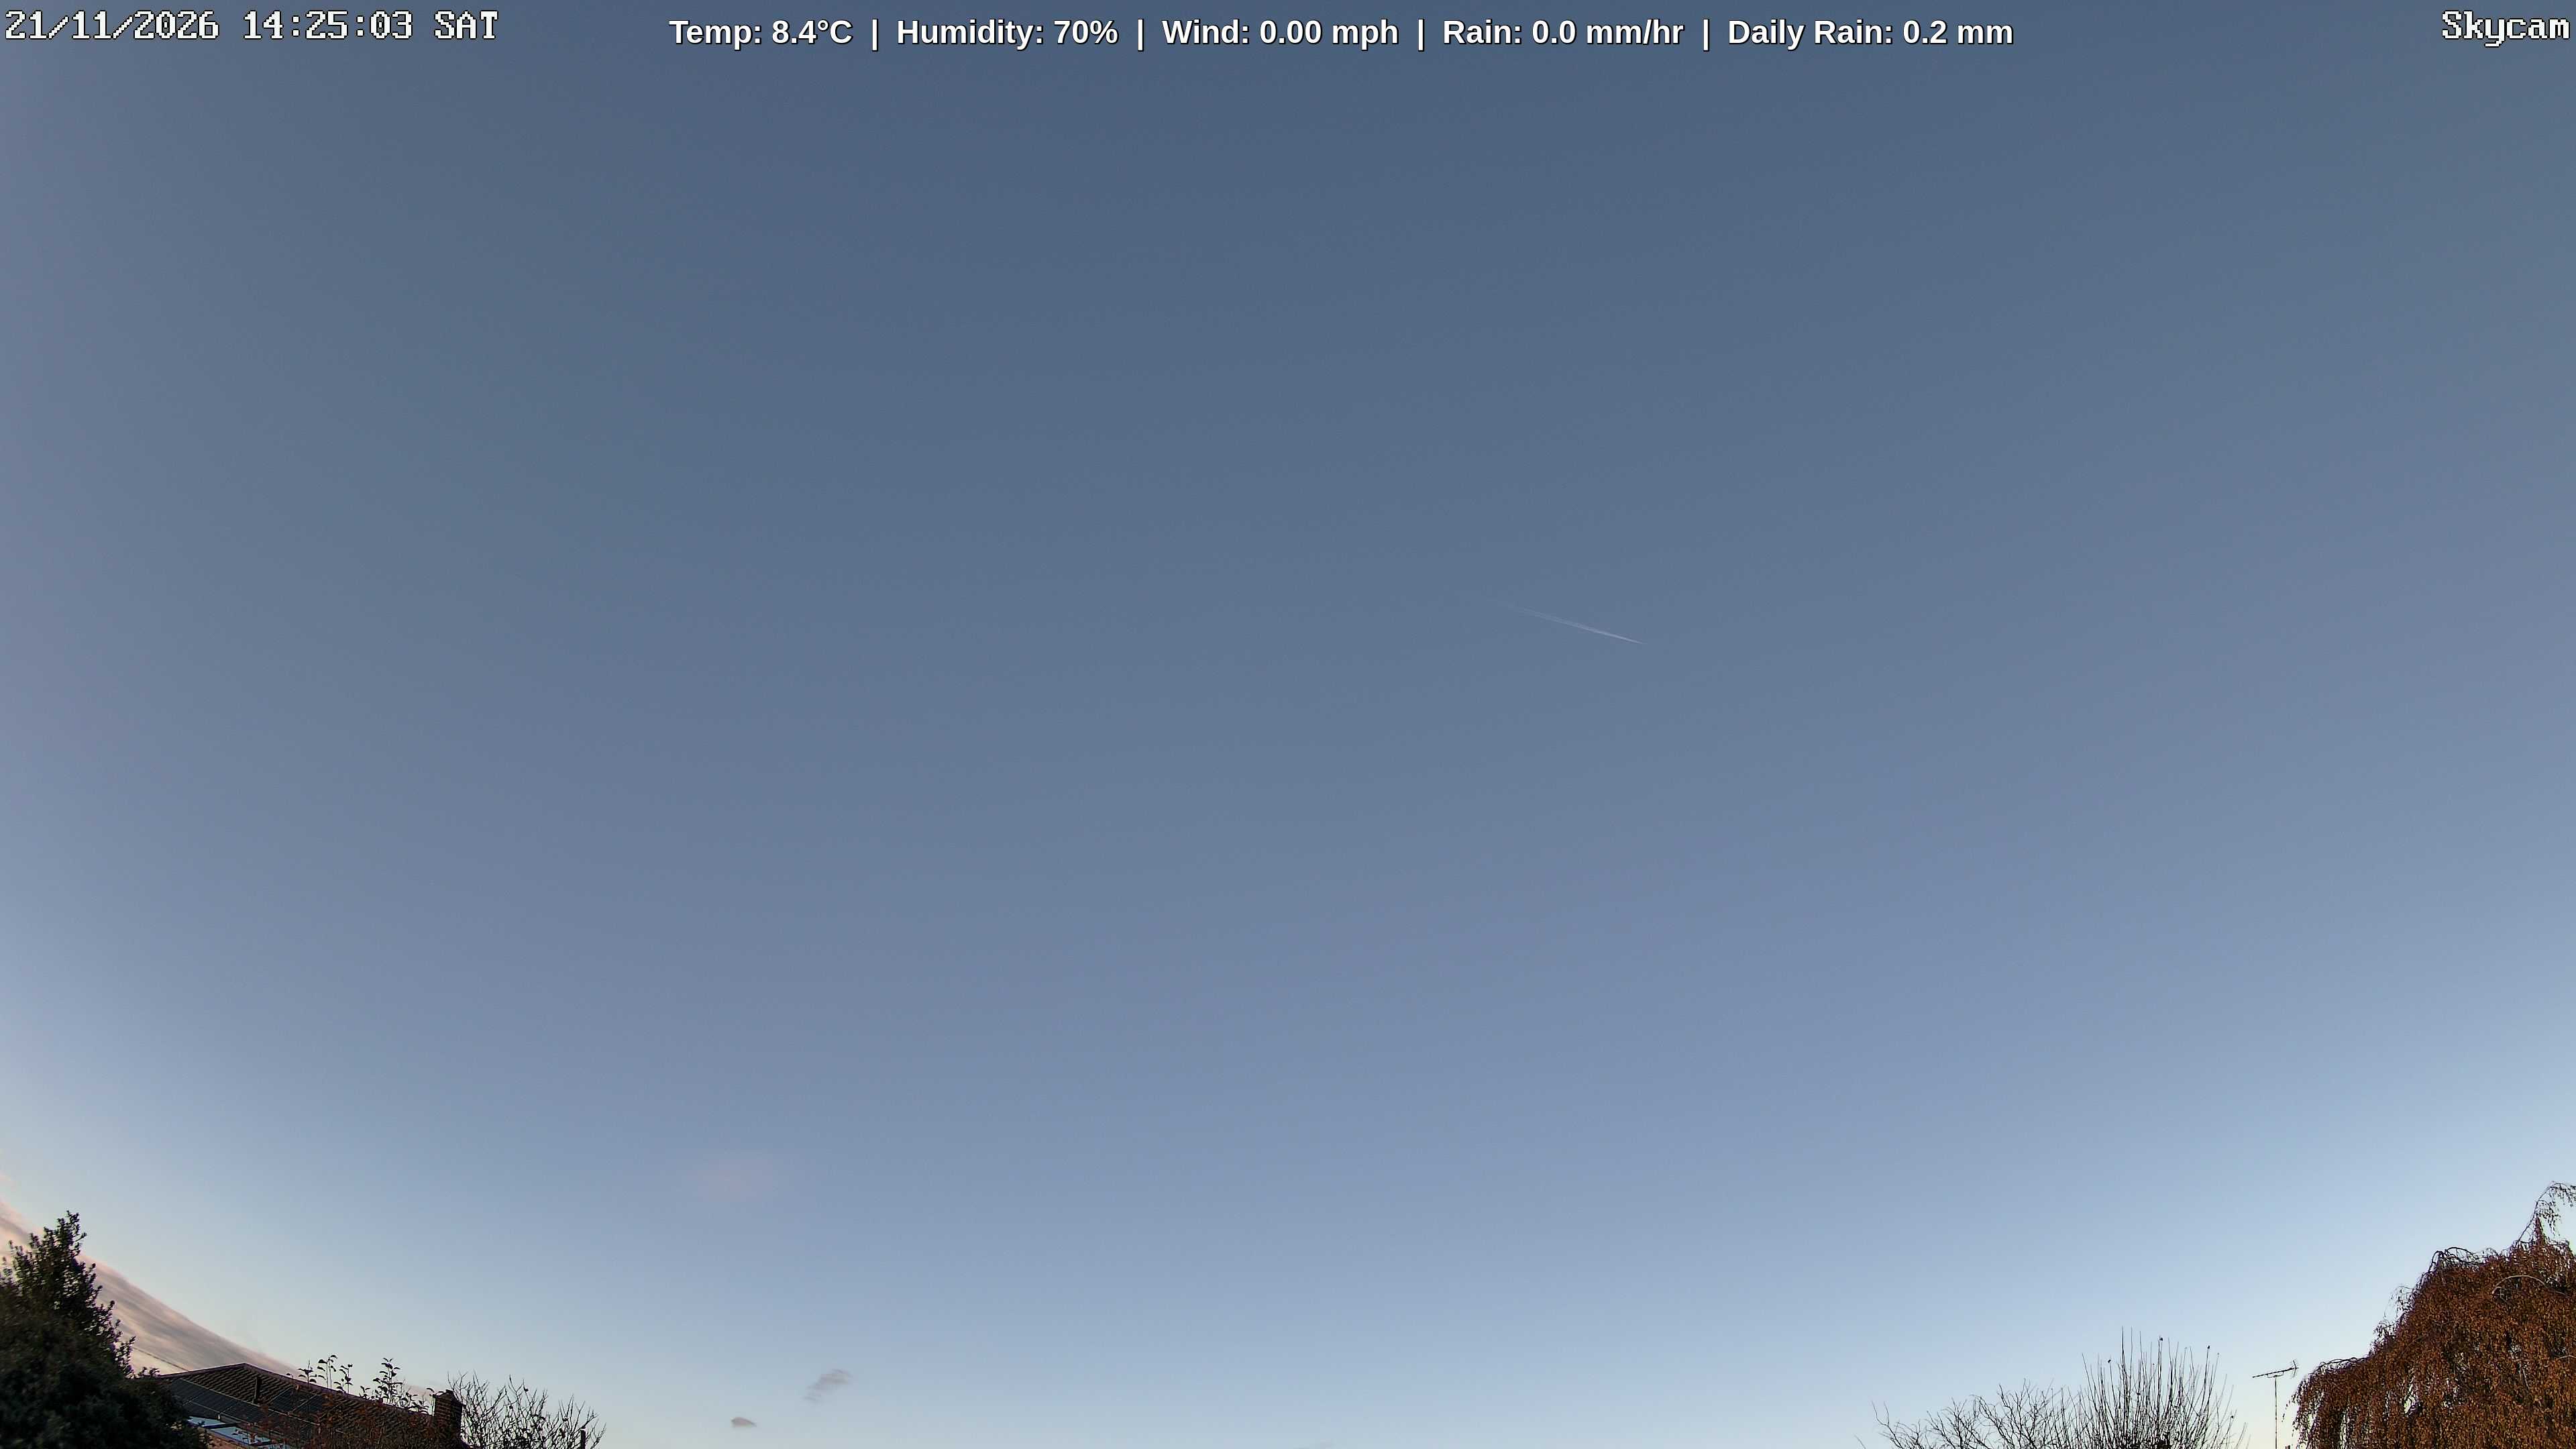 21/11/2026 14:25:03 SAT
Temp: 8.4°C | Humidity: 70% | Wind: 0.00 mph | Rain: 0.0 mm/hr | Daily Rain: 0.2 mm
Skycam